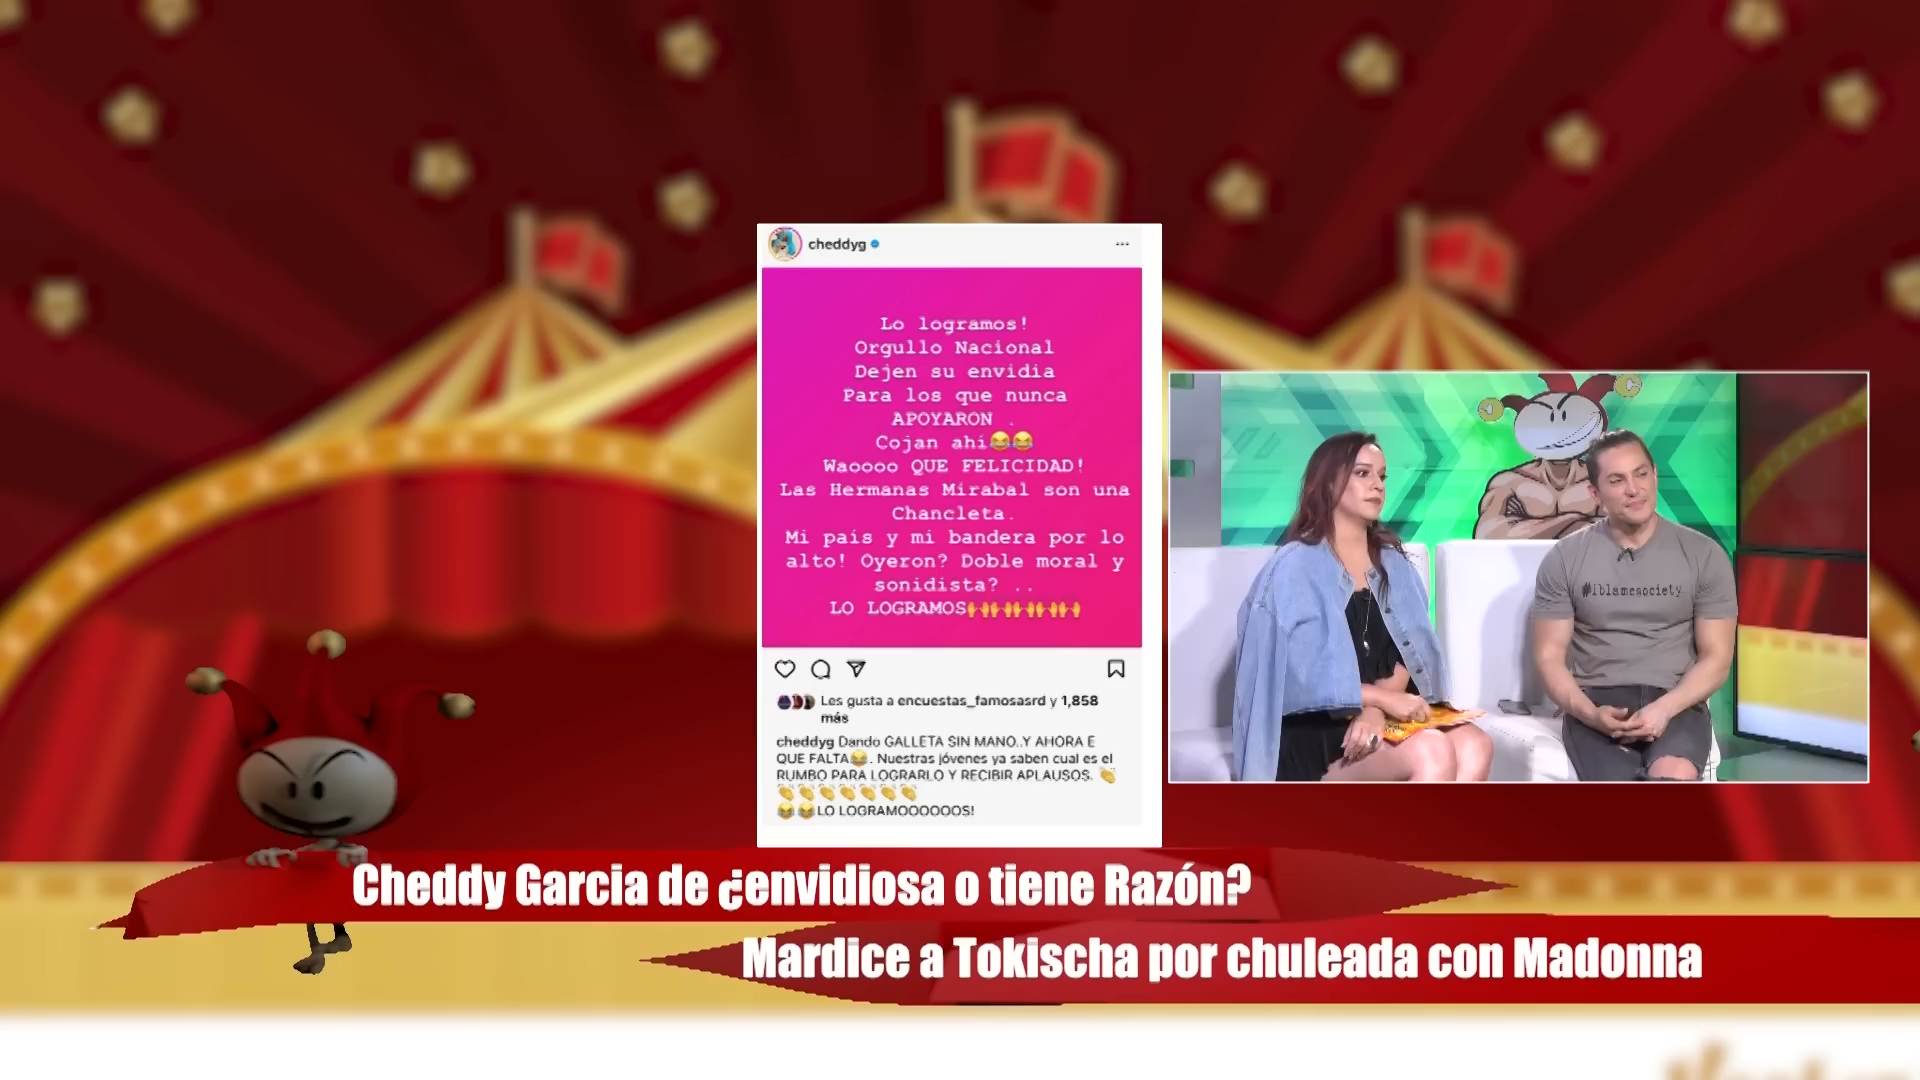 cheddyg
Lo logramos!
Orgullo Nacional
Dejen su envidia
Para los que nunca
APOYARON .
Cojan ahi😂😂
Waoooo QUE FELICIDAD!
Las Hermanas Mirabal son una
Chancleta.
Mi pais y mi bandera por lo
alto! Oyeron? Doble moral y
sonidista? ..
LO LOGRAMOS🙌🙌🙌🙌🙌
Les gusta a encuestas_famosasrd y 1,858
más
cheddyg Dando GALLETA SIN MANO..Y AHORA E
QUE FALTA😂. Nuestras jóvenes ya saben cual es el
RUMBO PARA LOGRARLO Y RECIBIR APLAUSOS. 👏
👏👏👏👏👏👏👏
😂😂LO LOGRAMOOOOOOS!
#Iblamesociety
Cheddy Garcia de ¿envidiosa o tiene Razón?
Mardice a Tokischa por chuleada con Madonna